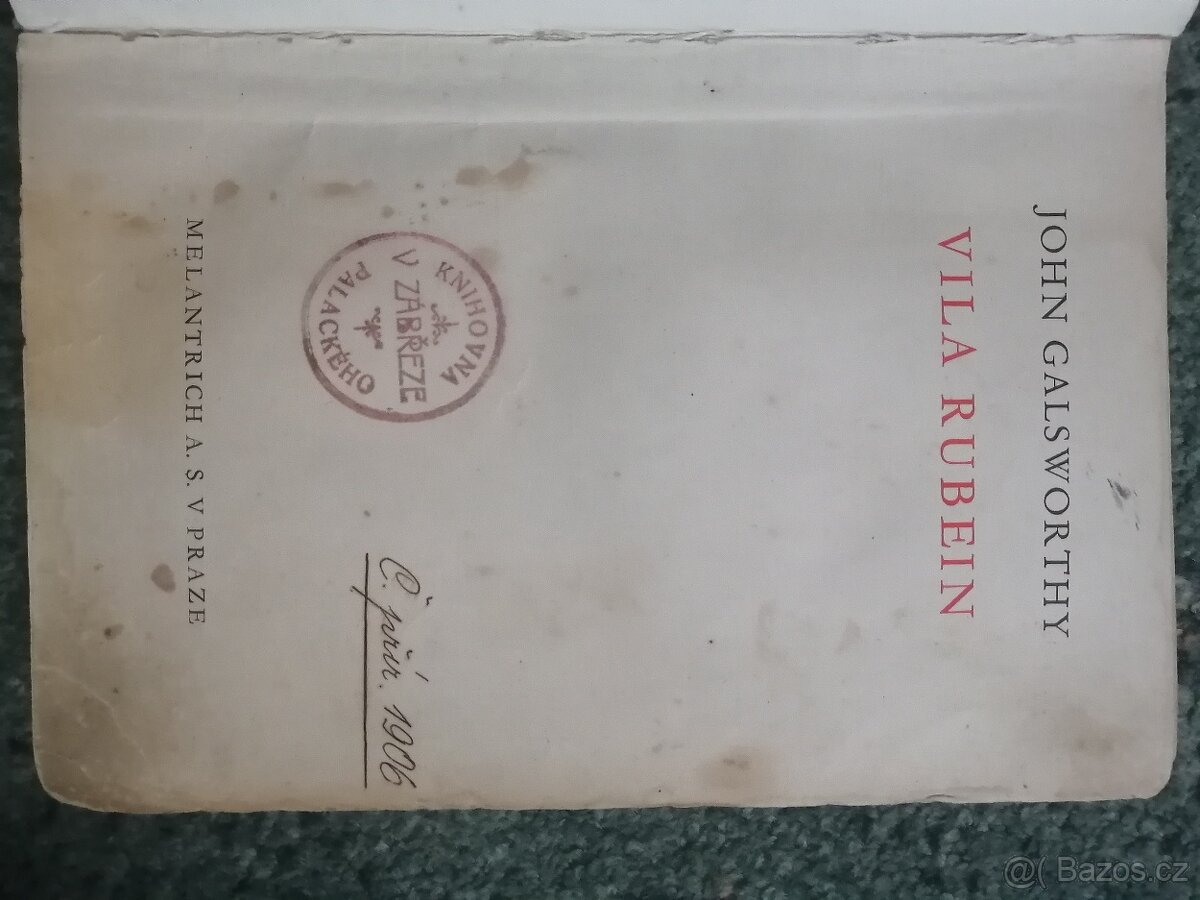 JOHN GALSWORTHY
VILA RUBEIN
KNIHOVNA
V ZÁBŘEZE
PALACKÉHO
Č. přír. 1906
MELANTRICH A. S. V PRAZE
@( Bazos.cz